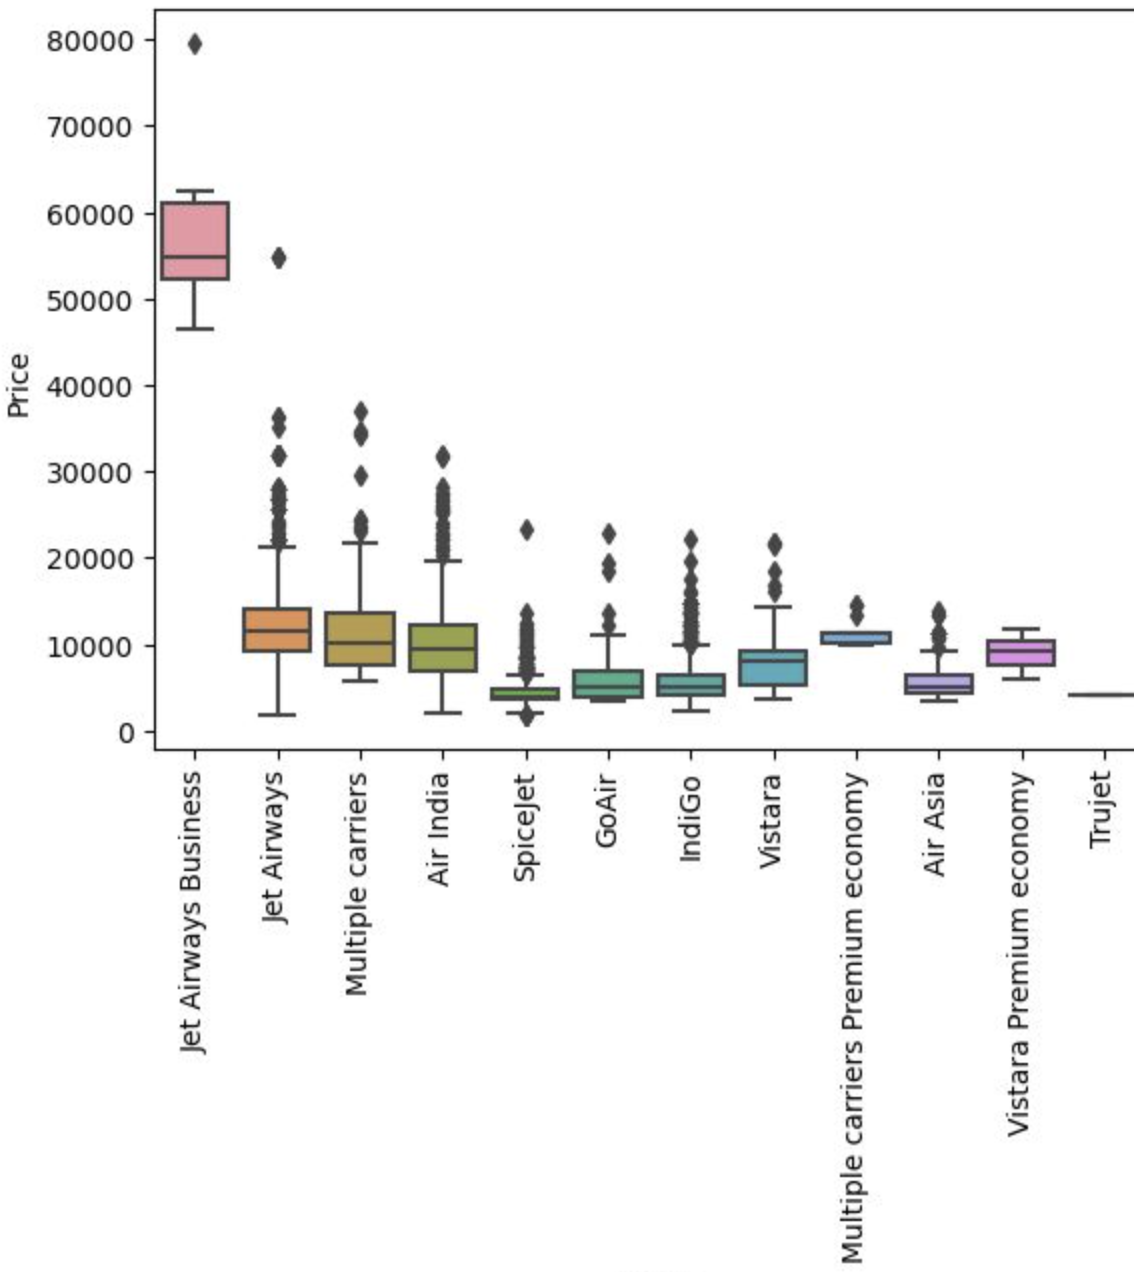 80000
70000
60000
50000
40000
30000
20000
10000
0
Price
Jet Airways Business
Jet Airways
Multiple carriers
Air India
SpiceJet
GoAir
IndiGo
Vistara
Multiple carriers Premium economy
Air Asia
Vistara Premium economy
Trujet